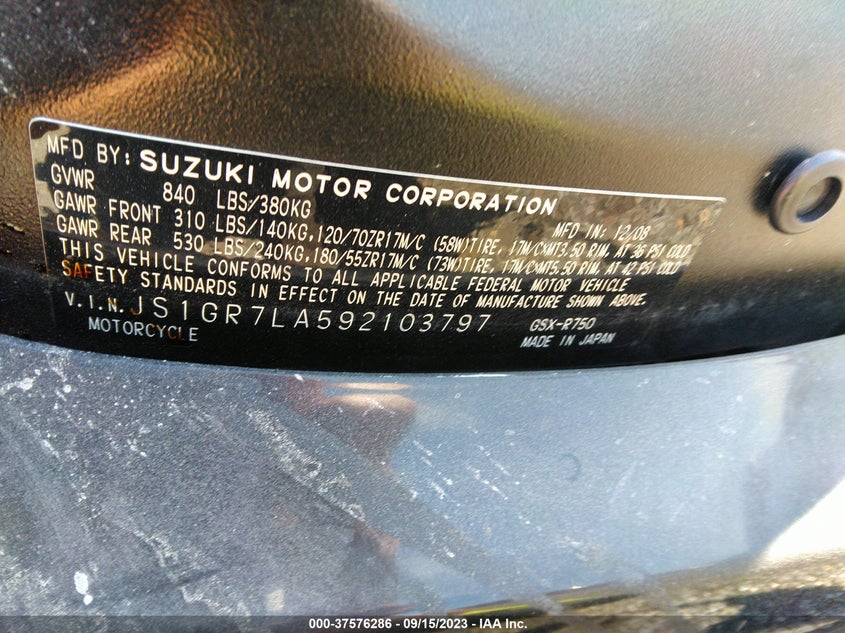 MFD BY: SUZUKI MOTOR CORPORATION
GVWR 840 LBS/380KG MFD IN: 12/08
GAWR FRONT 310 LBS/140KG,120/70ZR17M/C (58W)TIRE, 17M/CXMT3.50 RIM, AT 36 PSI COLD
GAWR REAR 530 LBS/240KG,180/55ZR17M/C (73W)TIRE, 17M/CXMT5.50 RIM, AT 42 PSI COLD
THIS VEHICLE CONFORMS TO ALL APPLICABLE FEDERAL MOTOR VEHICLE
SAFETY STANDARDS IN EFFECT ON THE DATE OF MANUFACTURE SHOWN ABOVE.
V.I.N. JS1GR7LA592103797 GSX-R750
MOTORCYCLE MADE IN JAPAN
000-37576286 - 09/15/2023 - IAA Inc.